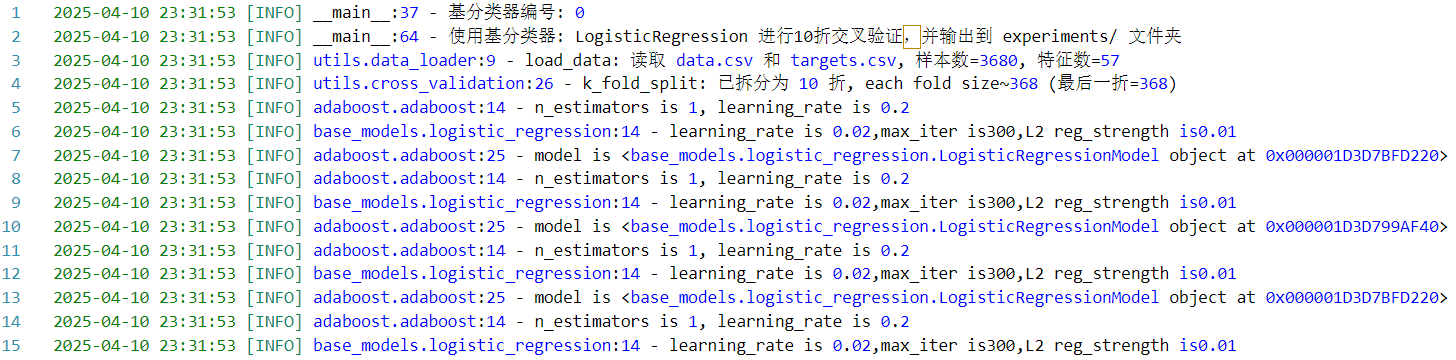 1 2025-04-10 23:31:53 [INFO] __main__:37 - 基分类器编号: 0
2 2025-04-10 23:31:53 [INFO] __main__:64 - 使用基分类器: LogisticRegression 进行10折交叉验证，并输出到 experiments/ 文件夹
3 2025-04-10 23:31:53 [INFO] utils.data_loader:9 - load_data: 读取 data.csv 和 targets.csv, 样本数=3680, 特征数=57
4 2025-04-10 23:31:53 [INFO] utils.cross_validation:26 - k_fold_split: 已拆分为 10 折, each fold size~368 (最后一折=368)
5 2025-04-10 23:31:53 [INFO] adaboost.adaboost:14 - n_estimators is 1, learning_rate is 0.2
6 2025-04-10 23:31:53 [INFO] base_models.logistic_regression:14 - learning_rate is 0.02,max_iter is300,L2 reg_strength is0.01
7 2025-04-10 23:31:53 [INFO] adaboost.adaboost:25 - model is <base_models.logistic_regression.LogisticRegressionModel object at 0x000001D3D7BFD220>
8 2025-04-10 23:31:53 [INFO] adaboost.adaboost:14 - n_estimators is 1, learning_rate is 0.2
9 2025-04-10 23:31:53 [INFO] base_models.logistic_regression:14 - learning_rate is 0.02,max_iter is300,L2 reg_strength is0.01
10 2025-04-10 23:31:53 [INFO] adaboost.adaboost:25 - model is <base_models.logistic_regression.LogisticRegressionModel object at 0x000001D3D799AF40>
11 2025-04-10 23:31:53 [INFO] adaboost.adaboost:14 - n_estimators is 1, learning_rate is 0.2
12 2025-04-10 23:31:53 [INFO] base_models.logistic_regression:14 - learning_rate is 0.02,max_iter is300,L2 reg_strength is0.01
13 2025-04-10 23:31:53 [INFO] adaboost.adaboost:25 - model is <base_models.logistic_regression.LogisticRegressionModel object at 0x000001D3D7BFD220>
14 2025-04-10 23:31:53 [INFO] adaboost.adaboost:14 - n_estimators is 1, learning_rate is 0.2
15 2025-04-10 23:31:53 [INFO] base_models.logistic_regression:14 - learning_rate is 0.02,max_iter is300,L2 reg_strength is0.01